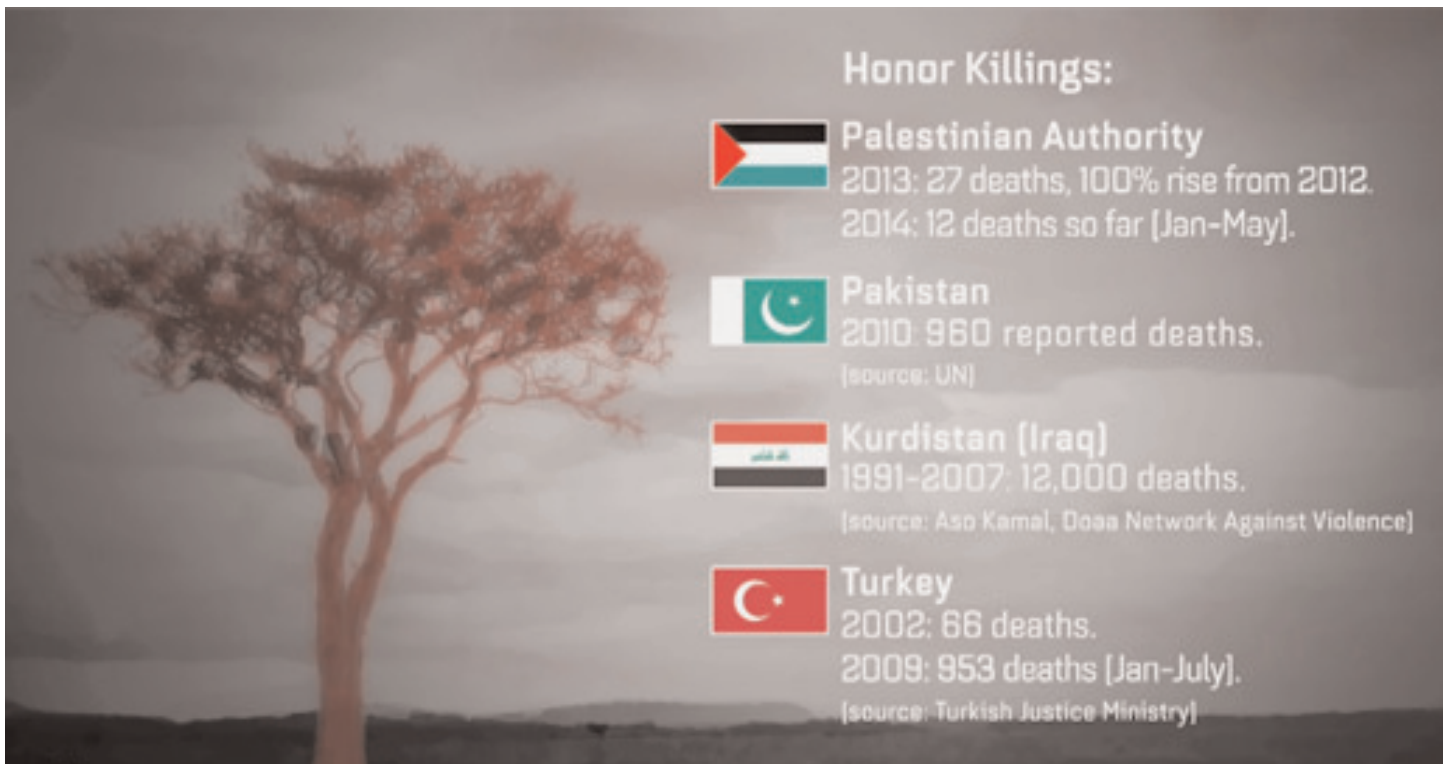 Honor Killings:
Palestinian Authority
2013: 27 deaths, 100% rise from 2012.
2014: 12 deaths so far [Jan-May].
Pakistan
2010: 960 reported deaths.
[source: UN]
Kurdistan [Iraq]
1991-2007: 12,000 deaths.
[source: Aso Kamal, Doaa Network Against Violence]
Turkey
2002: 66 deaths.
2009: 953 deaths [Jan-July].
[source: Turkish Justice Ministry]